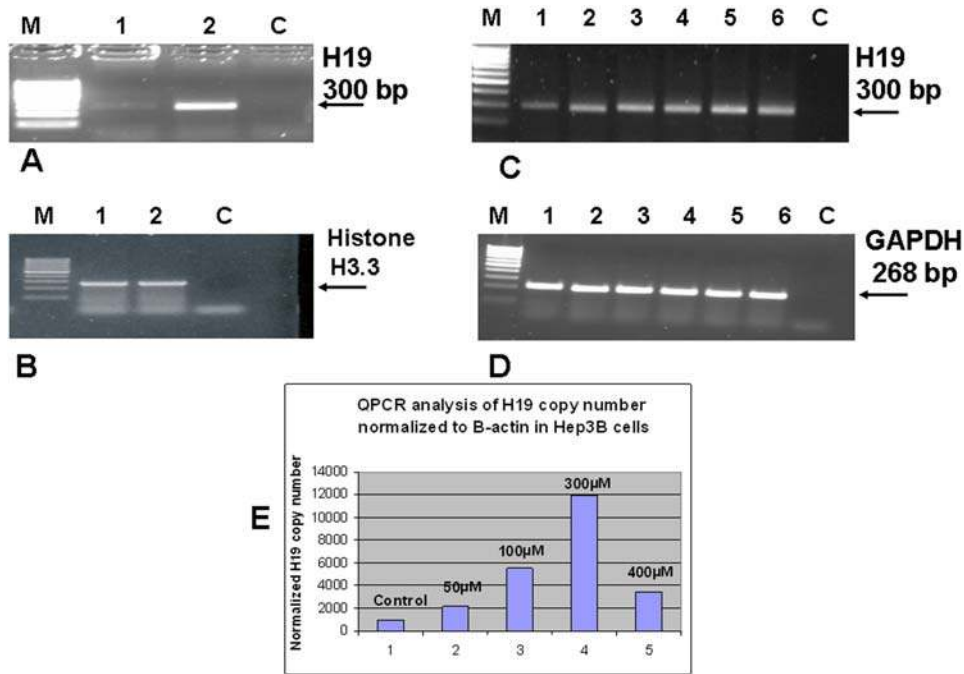 M 1 2 C
H19
300 bp
A
M 1 2 3 4 5 6 C
H19
300 bp
C
M 1 2 C
Histone
H3.3
B
M 1 2 3 4 5 6 C
GAPDH
268 bp
D
E
QPCR analysis of H19 copy number
normalized to B-actin in Hep3B cells
Normalized H19 copy number
14000
12000
10000
8000
6000
4000
2000
0
Control
50µM
100µM
300µM
400µM
1 2 3 4 5